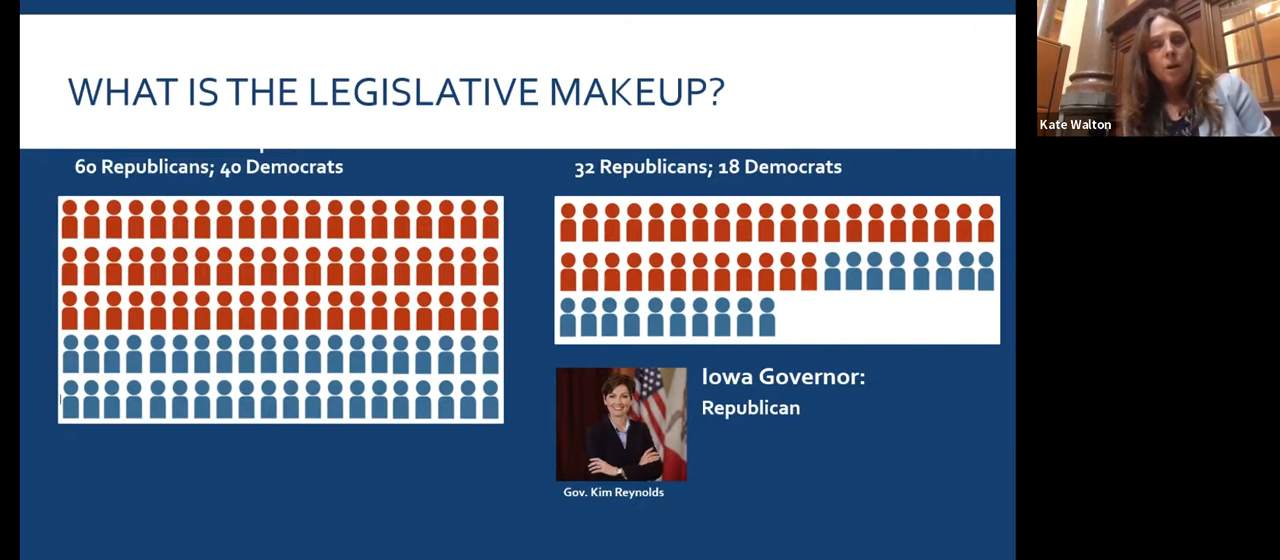 WHAT IS THE LEGISLATIVE MAKEUP?
60 Republicans; 40 Democrats
32 Republicans; 18 Democrats
Iowa Governor:
Republican
Gov. Kim Reynolds
Kate Walton